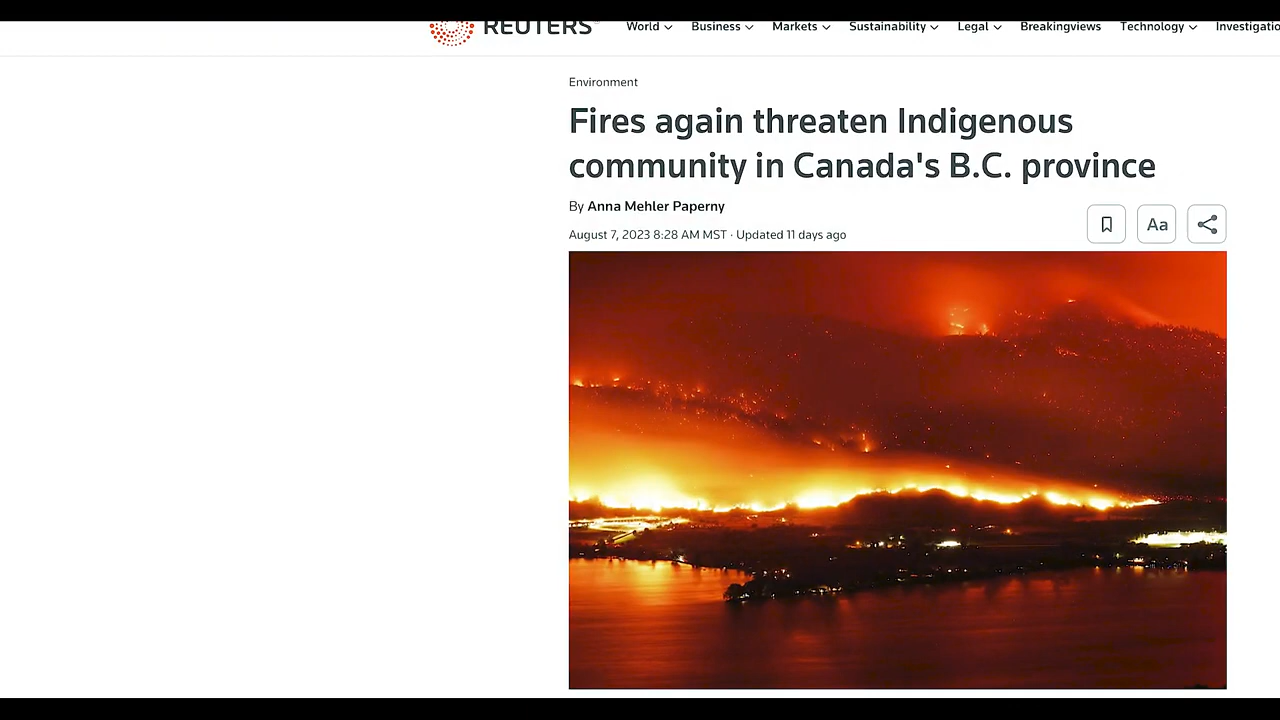 REUTERS®
World Business Markets Sustainability Legal Breakingviews Technology Investigatio
Environment
Fires again threaten Indigenous
community in Canada's B.C. province
By Anna Mehler Paperny
August 7, 2023 8:28 AM MST · Updated 11 days ago
Aa